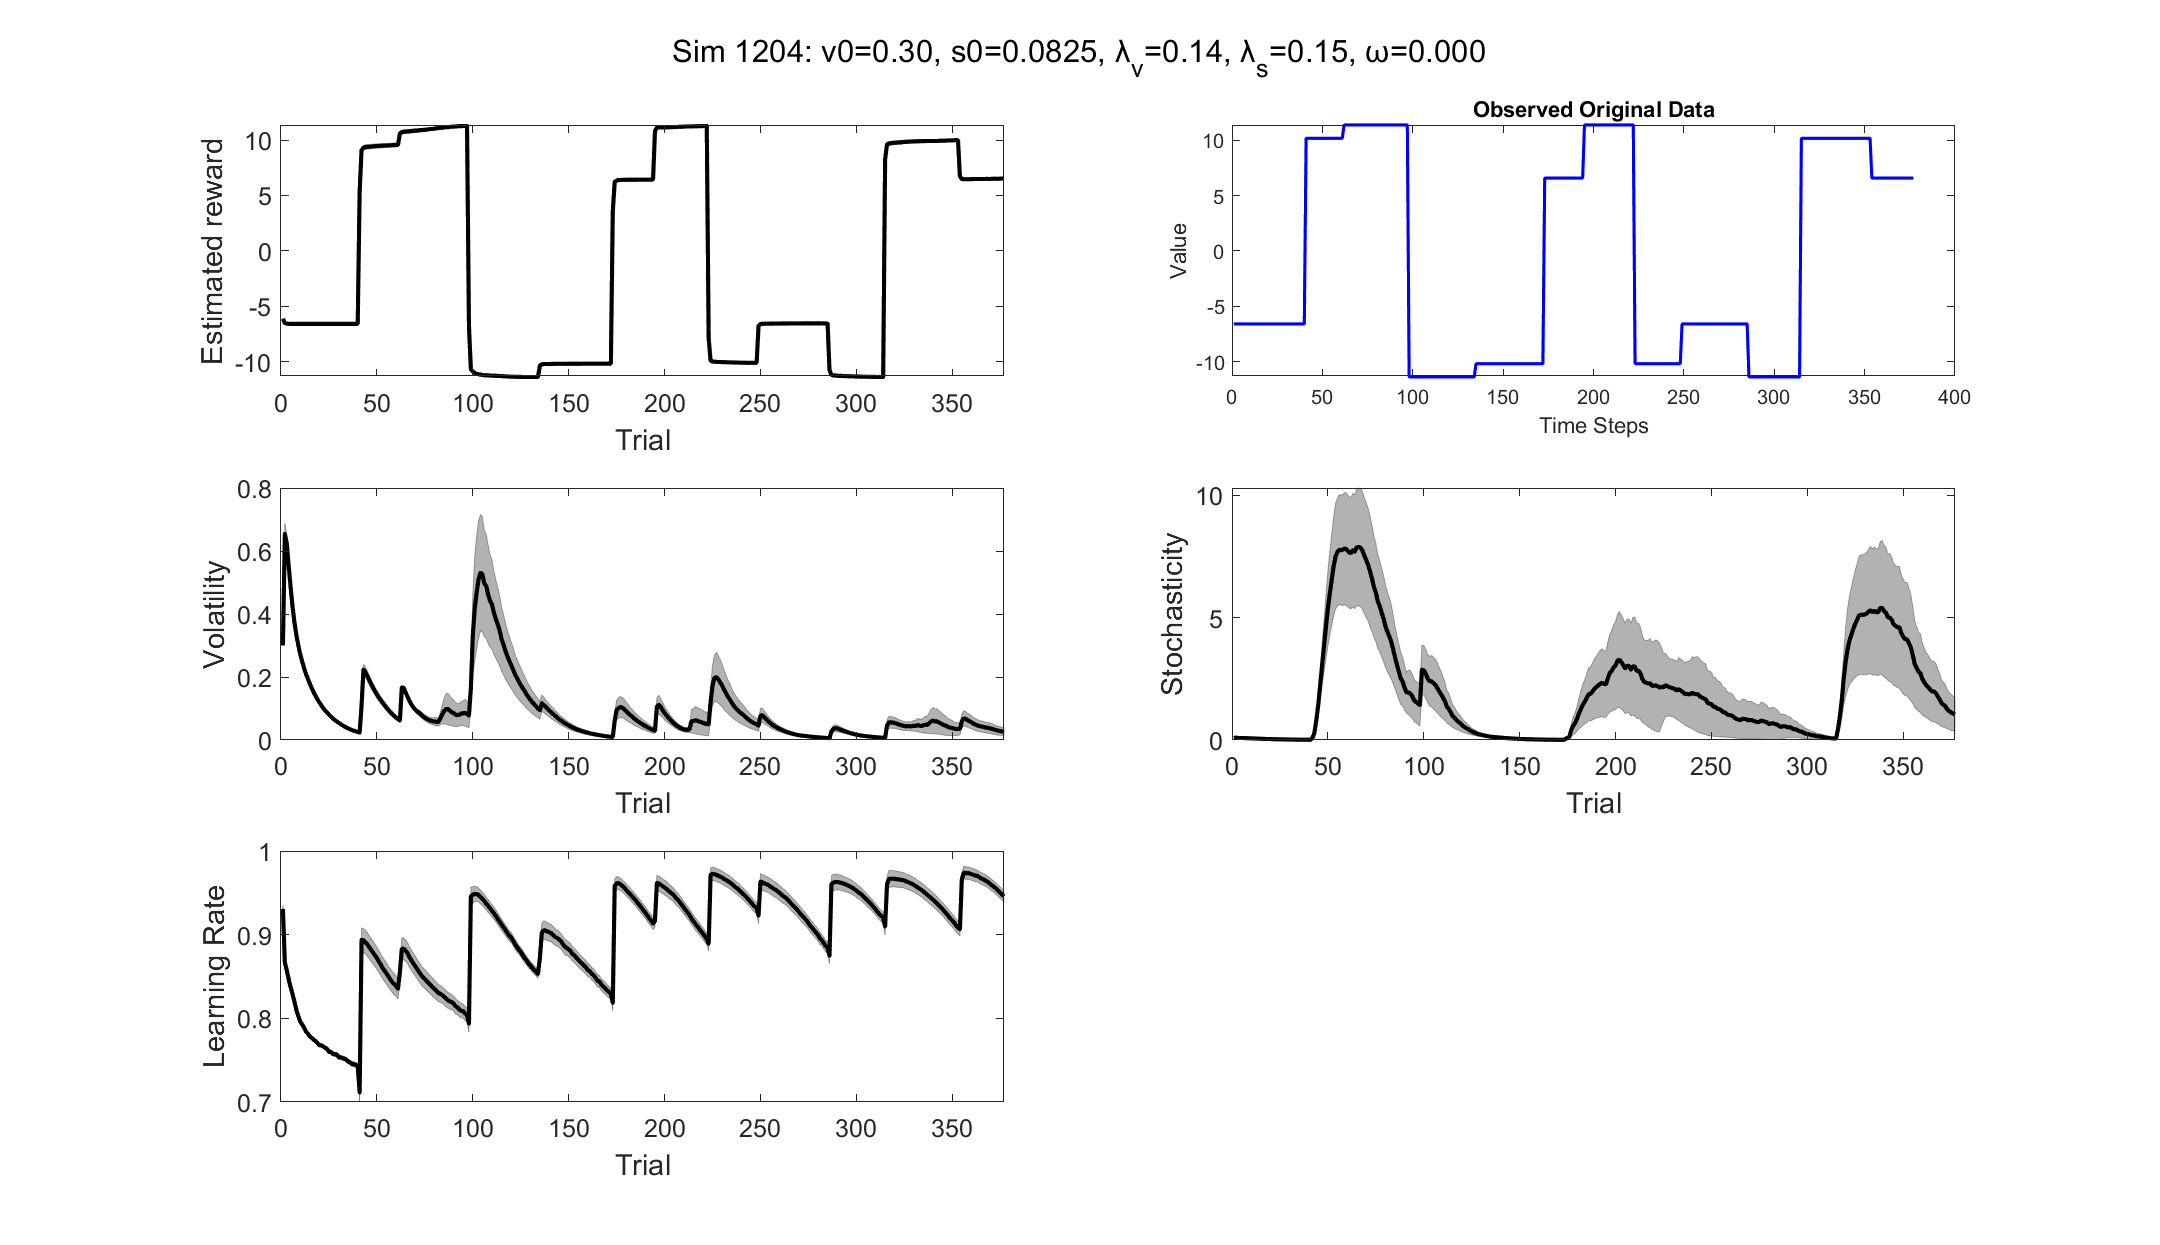 Sim 1204: v0=0.30, s0=0.0825, λv=0.14, λs=0.15, ω=0.000
Estimated reward
10
5
0
-5
-10
0 50 100 150 200 250 300 350
Trial
Observed Original Data
Value
10
5
0
-5
-10
0 50 100 150 200 250 300 350 400
Time Steps
Volatility
0.8
0.6
0.4
0.2
0
0 50 100 150 200 250 300 350
Trial
Stochasticity
10
5
0
0 50 100 150 200 250 300 350
Trial
Learning Rate
1
0.9
0.8
0.7
0 50 100 150 200 250 300 350
Trial